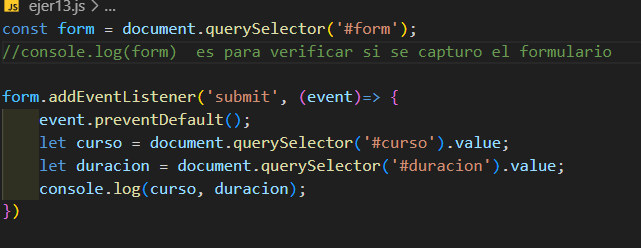 JS ejer13.js > ...
const form = document.querySelector('#form');
//console.log(form)  es para verificar si se capturo el formulario
form.addEventListener('submit', (event)=> {
    event.preventDefault();
    let curso = document.querySelector('#curso').value;
    let duracion = document.querySelector('#duracion').value;
    console.log(curso, duracion);
})